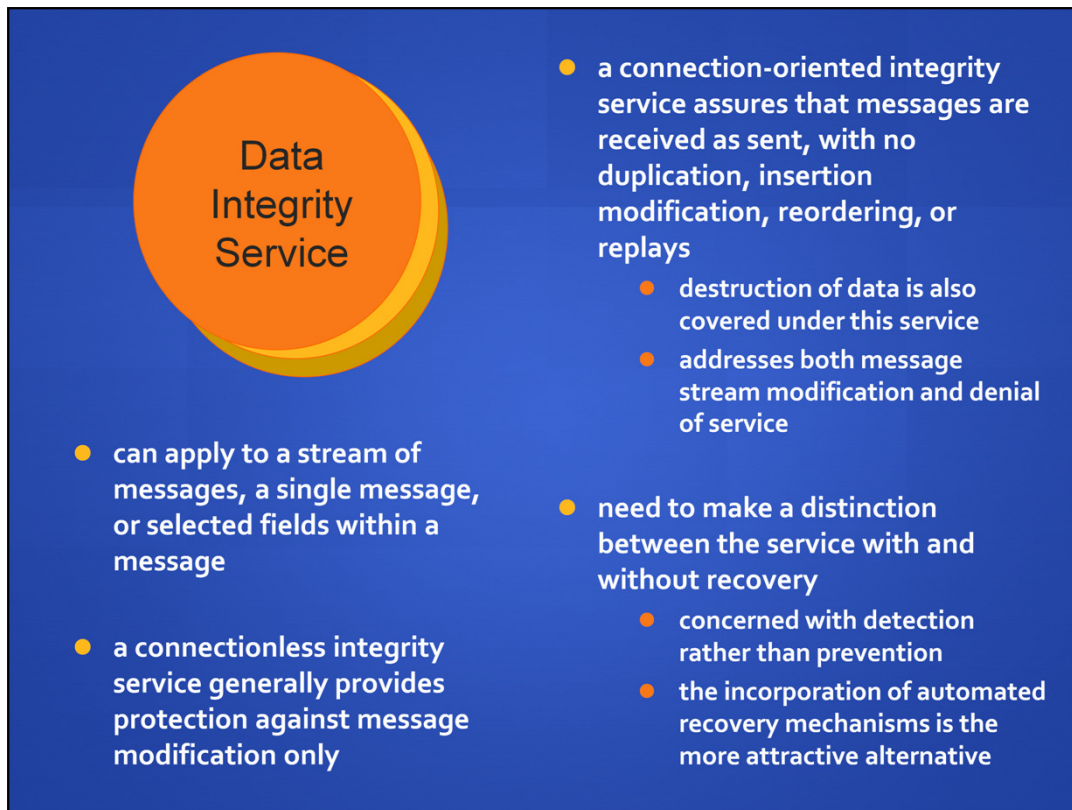 Data
Integrity
Service
can apply to a stream of
messages, a single message,
or selected fields within a
message
a connectionless integrity
service generally provides
protection against message
modification only
a connection-oriented integrity
service assures that messages are
received as sent, with no
duplication, insertion
modification, reordering, or
replays
destruction of data is also
covered under this service
addresses both message
stream modification and denial
of service
need to make a distinction
between the service with and
without recovery
concerned with detection
rather than prevention
the incorporation of automated
recovery mechanisms is the
more attractive alternative